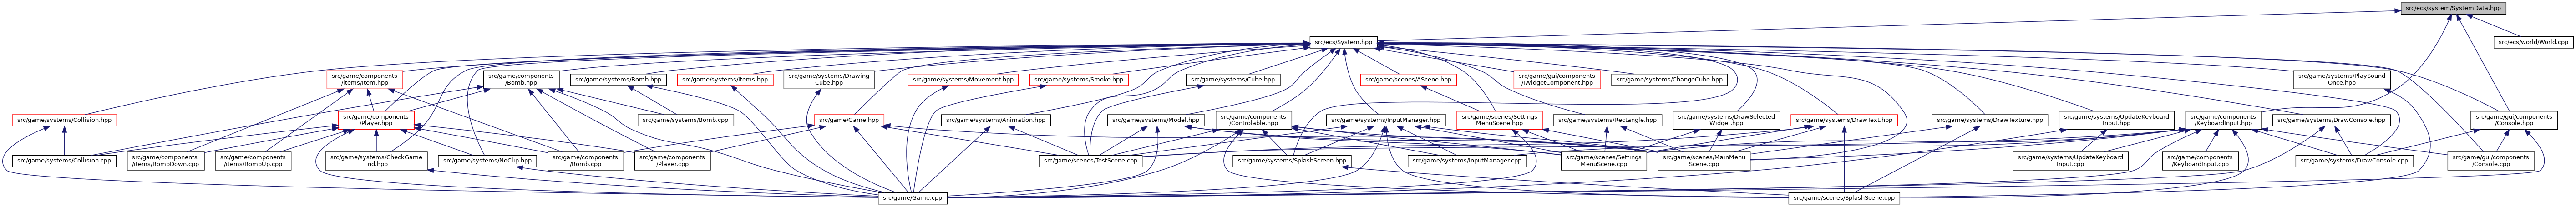 src/ecs/system/SystemData.hpp
src/ecs/System.hpp
src/ecs/world/World.cpp
src/game/components
/items/Item.hpp
src/game/components
/Bomb.hpp
src/game/systems/Bomb.hpp
src/game/systems/Items.hpp
src/game/systems/Drawing
Cube.hpp
src/game/systems/Movement.hpp
src/game/systems/Smoke.hpp
src/game/systems/Cube.hpp
src/game/scenes/AScene.hpp
src/game/gui/components
/IWidgetComponent.hpp
src/game/systems/ChangeCube.hpp
src/game/systems/PlaySound
Once.hpp
src/game/systems/Collision.hpp
src/game/components
/Player.hpp
src/game/systems/Bomb.cpp
src/game/Game.hpp
src/game/systems/Animation.hpp
src/game/systems/Model.hpp
src/game/components
/Controlable.hpp
src/game/systems/InputManager.hpp
src/game/scenes/Settings
MenuScene.hpp
src/game/systems/Rectangle.hpp
src/game/systems/DrawSelected
Widget.hpp
src/game/systems/DrawText.hpp
src/game/systems/DrawTexture.hpp
src/game/systems/UpdateKeyboard
Input.hpp
src/game/components
/KeyboardInput.hpp
src/game/systems/DrawConsole.hpp
src/game/gui/components
/Console.hpp
src/game/systems/Collision.cpp
src/game/components
/items/BombDown.cpp
src/game/components
/items/BombUp.cpp
src/game/systems/CheckGame
End.hpp
src/game/systems/NoClip.hpp
src/game/components
/Bomb.cpp
src/game/components
/Player.cpp
src/game/scenes/TestScene.cpp
src/game/systems/SplashScreen.hpp
src/game/systems/InputManager.cpp
src/game/scenes/Settings
MenuScene.cpp
src/game/scenes/MainMenu
Scene.cpp
src/game/systems/UpdateKeyboard
Input.cpp
src/game/components
/KeyboardInput.cpp
src/game/systems/DrawConsole.cpp
src/game/gui/components
/Console.cpp
src/game/Game.cpp
src/game/scenes/SplashScene.cpp